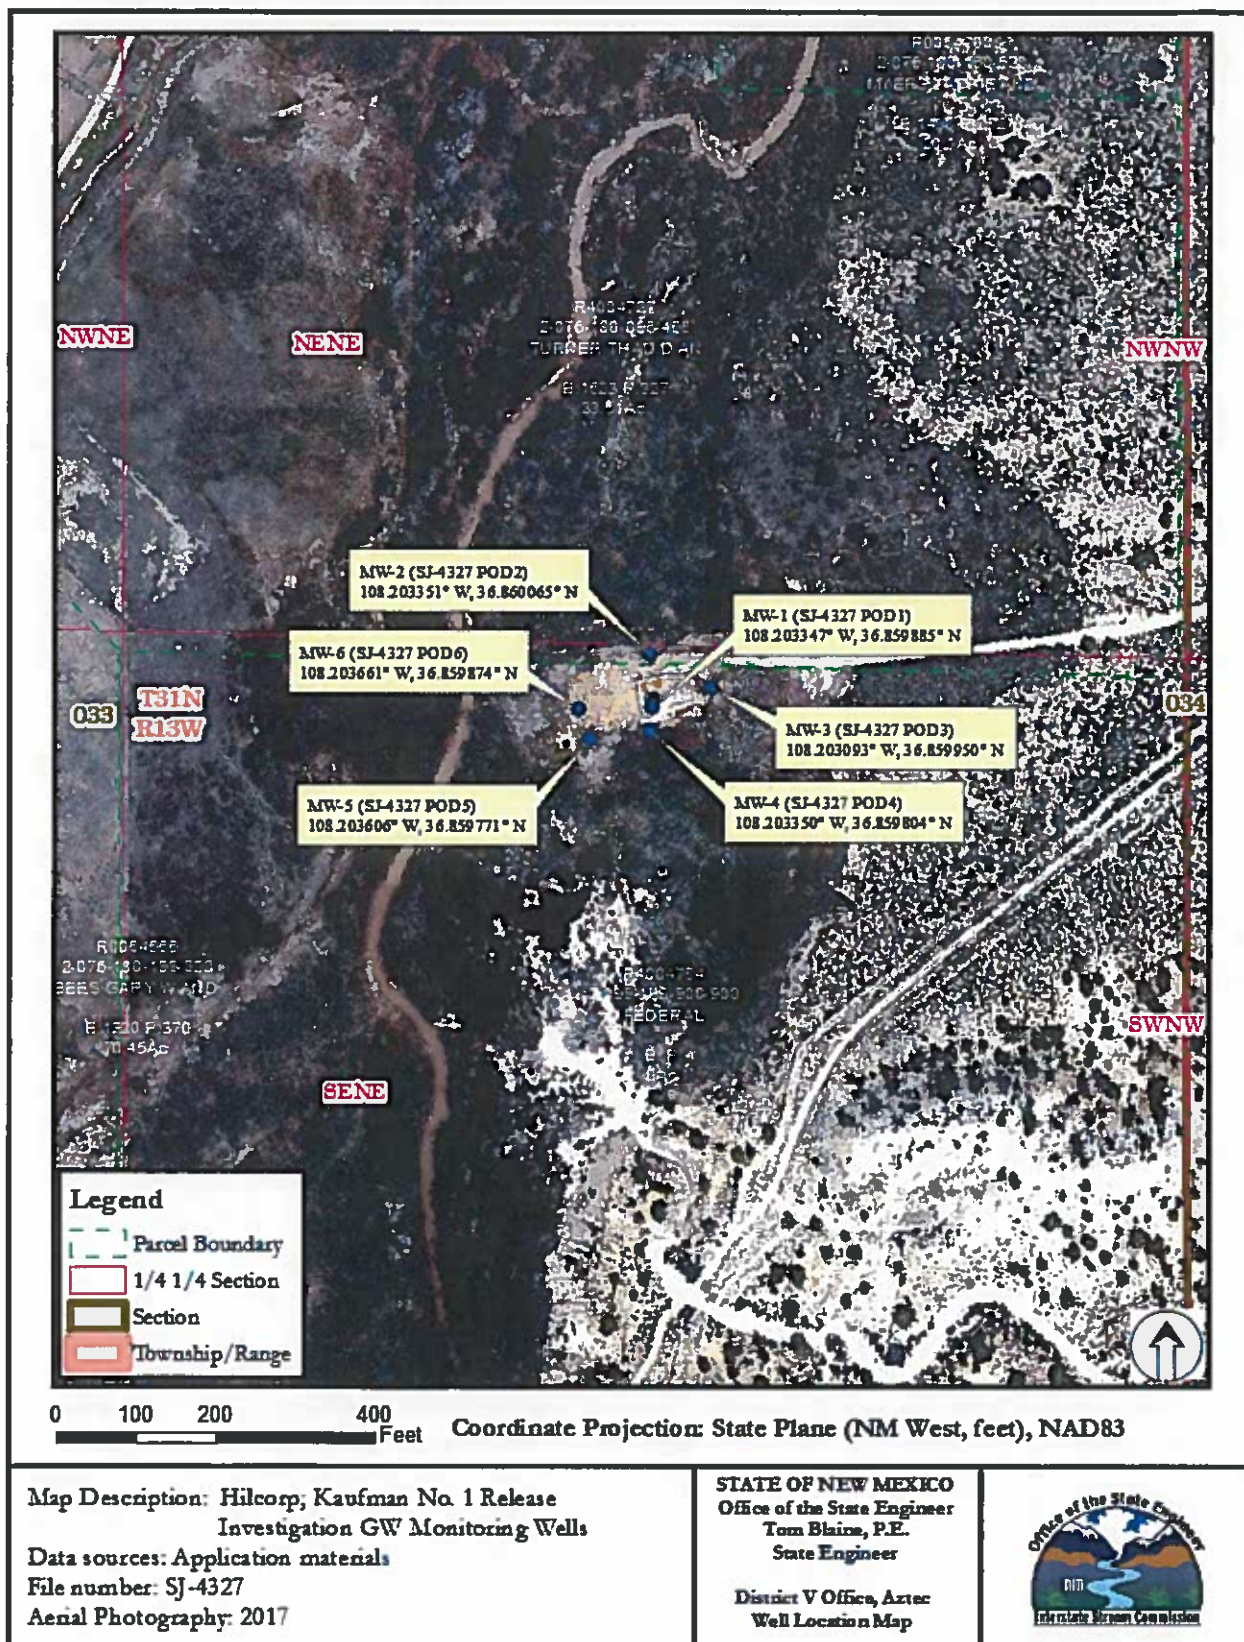 NWNE
NENE
NWNW
TURNER
MW-2 (SJ-4327 POD2)
108.203351° W, 36.860065° N
MW-1 (SJ-4327 POD1)
108.203347° W, 36.859885° N
MW-6 (SJ-4327 POD6)
108.203661° W, 36.859874° N
033
T31N
R13W
034
MW-3 (SJ-4327 POD3)
108.203093° W, 36.859950° N
MW-5 (SJ-4327 POD5)
108.203606° W, 36.859771° N
MW-4 (SJ-4327 POD4)
108.203350° W, 36.859804° N
FEDERAL
SWNW
SENE
Legend
Parcel Boundary
1/4 1/4 Section
Section
Township/Range
0 100 200 400
Feet
Coordinate Projection: State Plane (NM West, feet), NAD83
Map Description: Hilcorp; Kaufman No. 1 Release
Investigation GW Monitoring Wells
Data sources: Application materials
File number: SJ-4327
Aerial Photography: 2017
STATE OF NEW MEXICO
Office of the State Engineer
Tom Blaine, P.E.
State Engineer
District V Office, Aztec
Well Location Map
Office of the State Engineer
Interstate Stream Commission